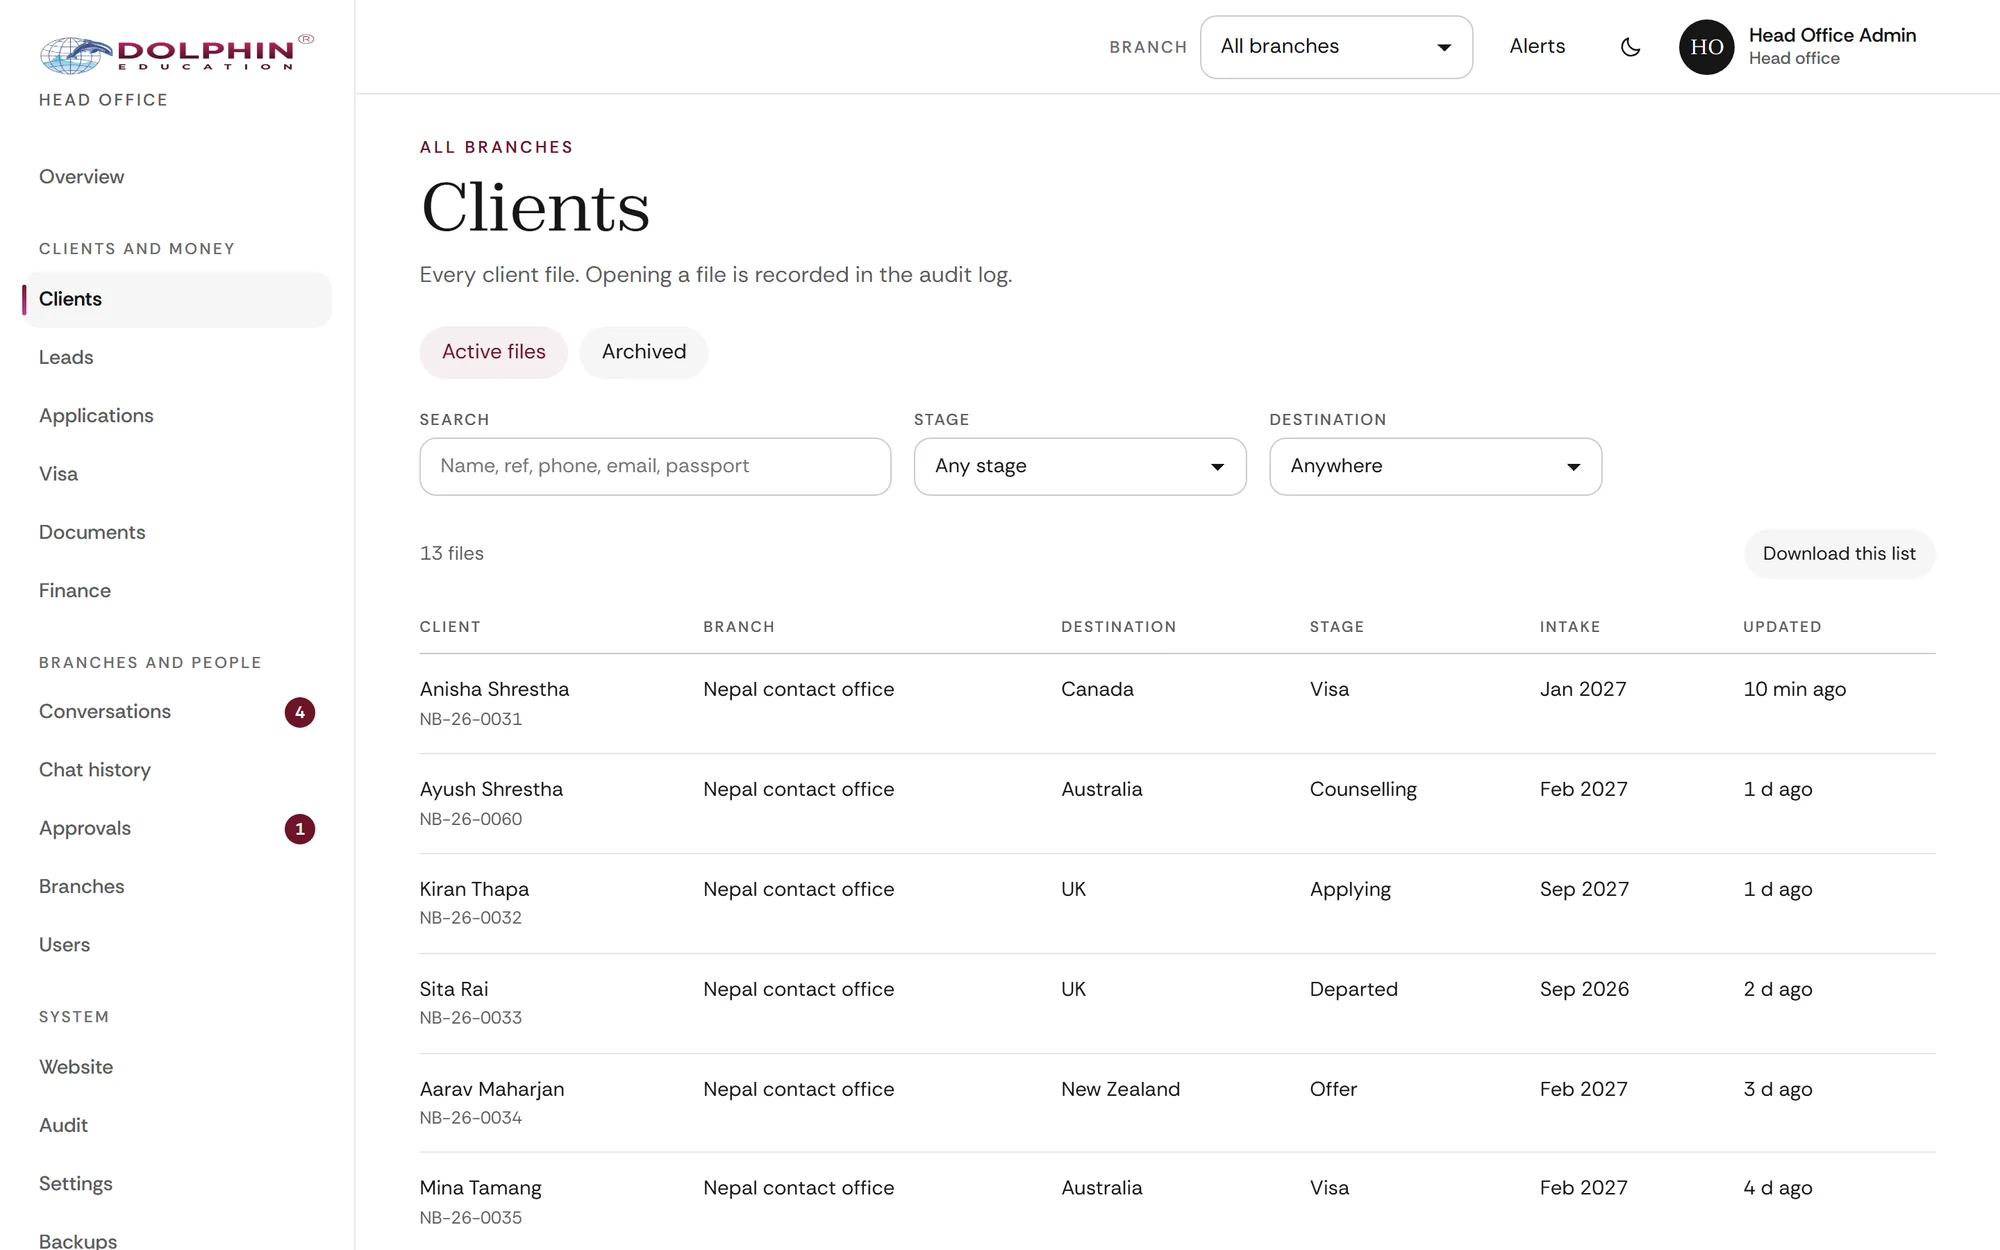 DOLPHIN ®
EDUCATION
HEAD OFFICE
Overview
CLIENTS AND MONEY
Clients
Leads
Applications
Visa
Documents
Finance
BRANCHES AND PEOPLE
Conversations 4
Chat history
Approvals 1
Branches
Users
SYSTEM
Website
Audit
Settings
Backups
BRANCH All branches Alerts HO Head Office Admin
Head office
ALL BRANCHES
Clients
Every client file. Opening a file is recorded in the audit log.
Active files Archived
SEARCH STAGE DESTINATION
Name, ref, phone, email, passport Any stage Anywhere
13 files Download this list
CLIENT BRANCH DESTINATION STAGE INTAKE UPDATED
Anisha Shrestha Nepal contact office Canada Visa Jan 2027 10 min ago
NB-26-0031
Ayush Shrestha Nepal contact office Australia Counselling Feb 2027 1 d ago
NB-26-0060
Kiran Thapa Nepal contact office UK Applying Sep 2027 1 d ago
NB-26-0032
Sita Rai Nepal contact office UK Departed Sep 2026 2 d ago
NB-26-0033
Aarav Maharjan Nepal contact office New Zealand Offer Feb 2027 3 d ago
NB-26-0034
Mina Tamang Nepal contact office Australia Visa Feb 2027 4 d ago
NB-26-0035